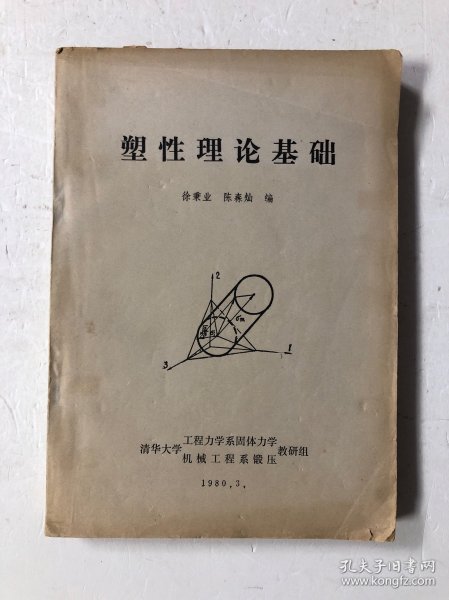 塑性理论基础
徐秉业 陈森灿 编
2
σm
3
1
工程力学系固体力学
清华大学 教研组
机械工程系锻压
1980.3.
孔夫子旧书网
www.kongfz.com